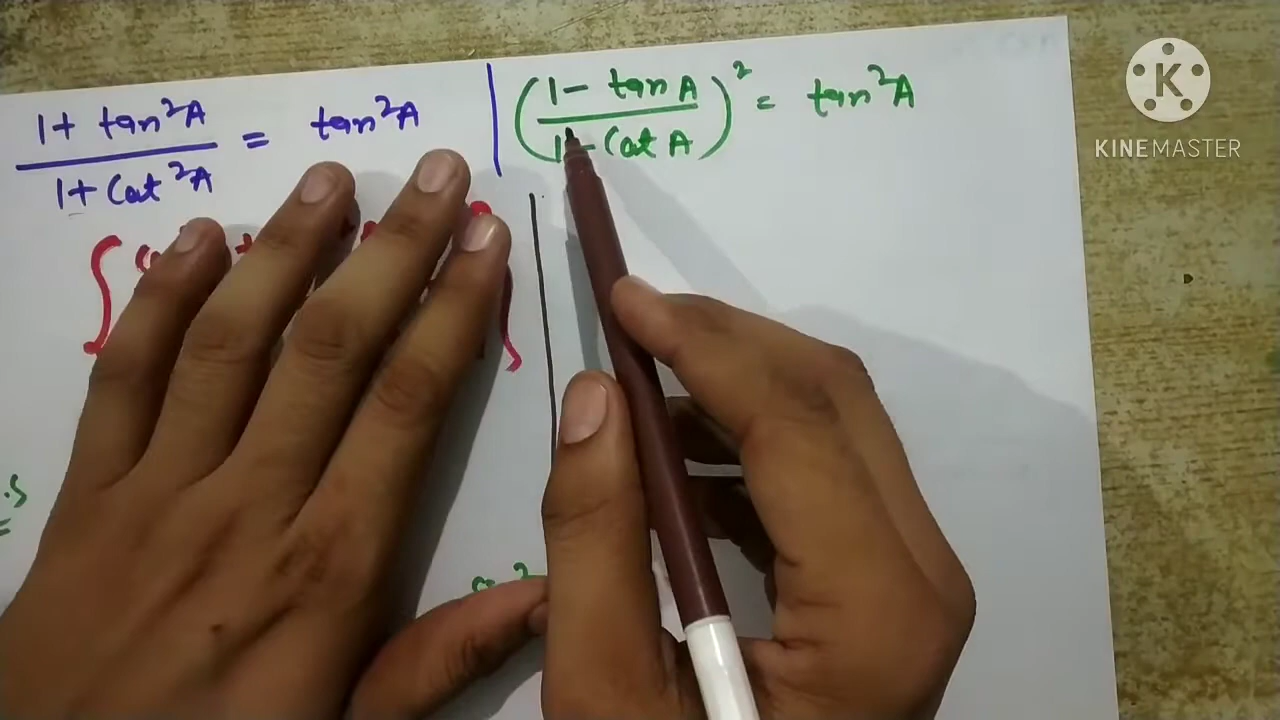 1+ tan²A / 1+ Cot²A = tan²A
(1- tan A / 1- Cot A)² = tan²A
K
KINEMASTER